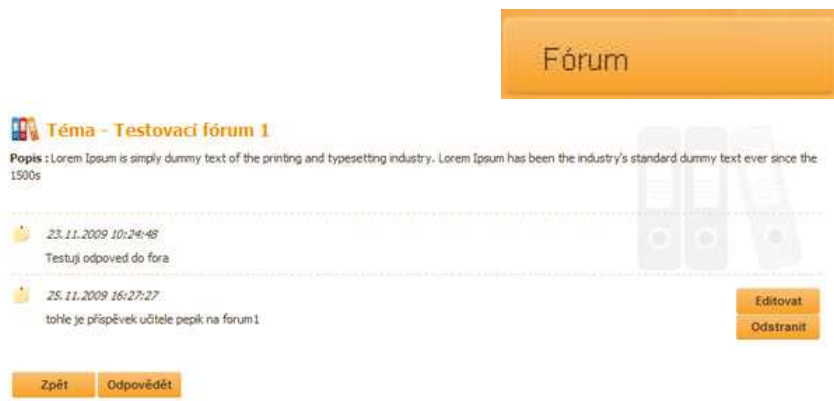 Fórum
Téma - Testovací fórum 1
Popis :Lorem Ipsum is simply dummy text of the printing and typesetting industry. Lorem Ipsum has been the industry's standard dummy text ever since the
1500s
23.11.2009 10:24:48
Testuji odpoved do fora
25.11.2009 16:27:27
tohle je příspěvek učitele pepik na forum1
Editovat
Odstranit
Zpět Odpovědět